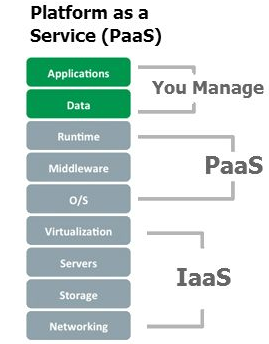 Platform as a
Service (PaaS)
Applications
You Manage
Data
Runtime
Middleware
PaaS
O/S
Virtualization
Servers
IaaS
Storage
Networking